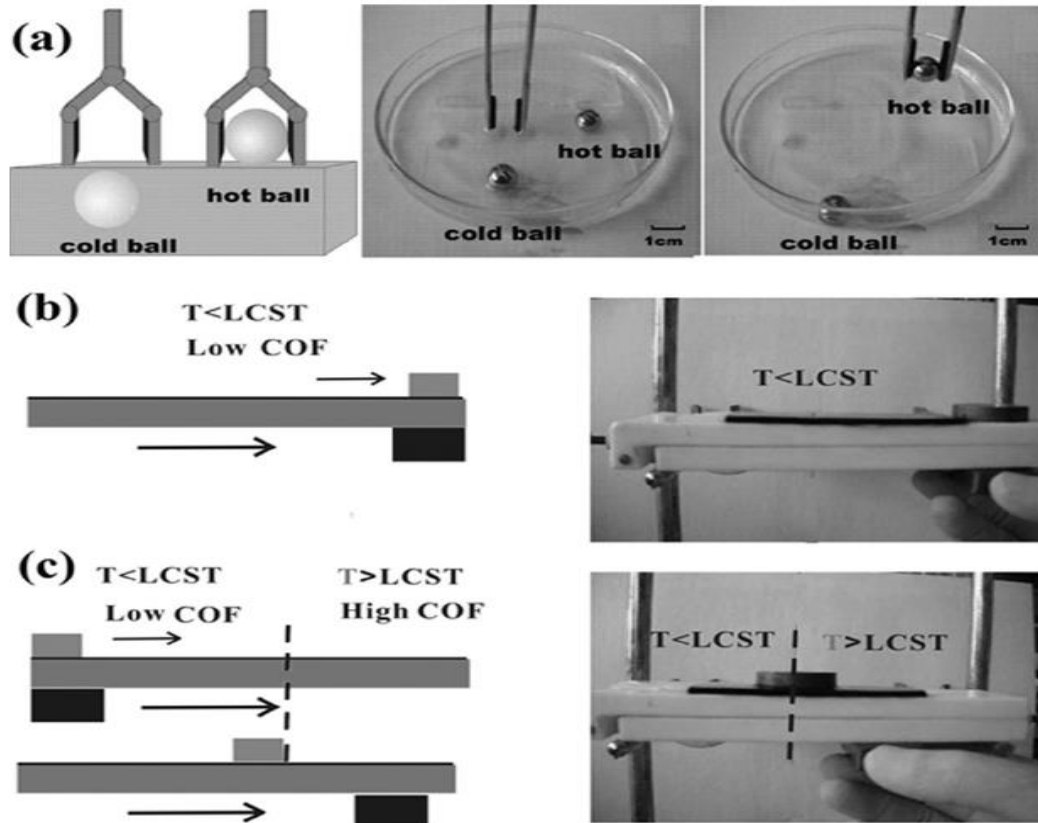 (a)
hot ball
cold ball
hot ball
cold ball
1cm
hot ball
cold ball
1cm
(b)
T<LCST
Low COF
T<LCST
(c)
T<LCST T>LCST
Low COF High COF
T<LCST T>LCST